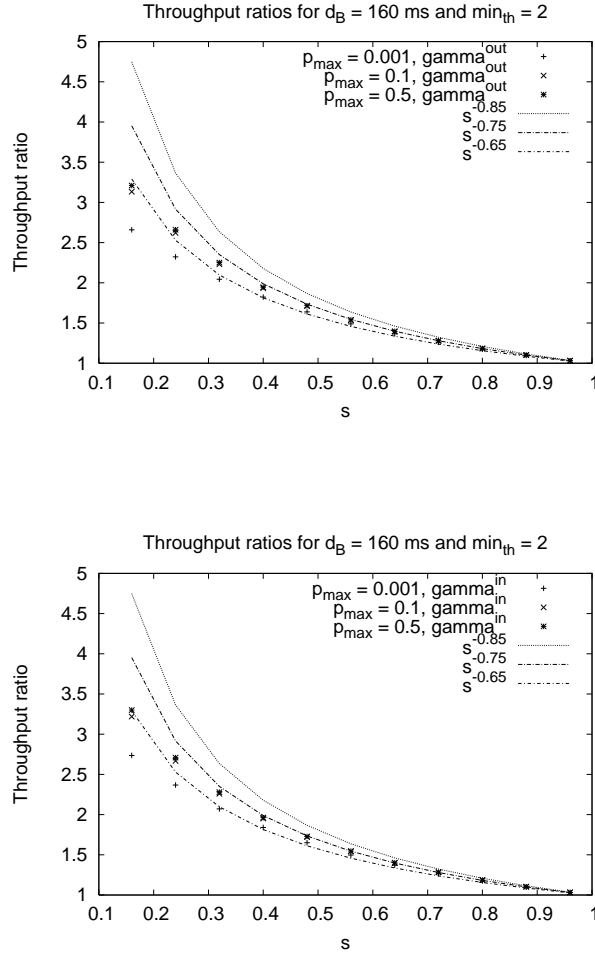 Throughput ratios for d_B = 160 ms and min_th = 2
5
4.5
4
3.5
3
2.5
2
1.5
1
Throughput ratio
p_max = 0.001, gamma^out
p_max = 0.1, gamma^out
p_max = 0.5, gamma^out
s^-0.85
s^-0.75
s^-0.65
0.1 0.2 0.3 0.4 0.5 0.6 0.7 0.8 0.9 1
s
Throughput ratios for d_B = 160 ms and min_th = 2
5
4.5
4
3.5
3
2.5
2
1.5
1
Throughput ratio
p_max = 0.001, gamma^in
p_max = 0.1, gamma^in
p_max = 0.5, gamma^in
s^-0.85
s^-0.75
s^-0.65
0.1 0.2 0.3 0.4 0.5 0.6 0.7 0.8 0.9 1
s